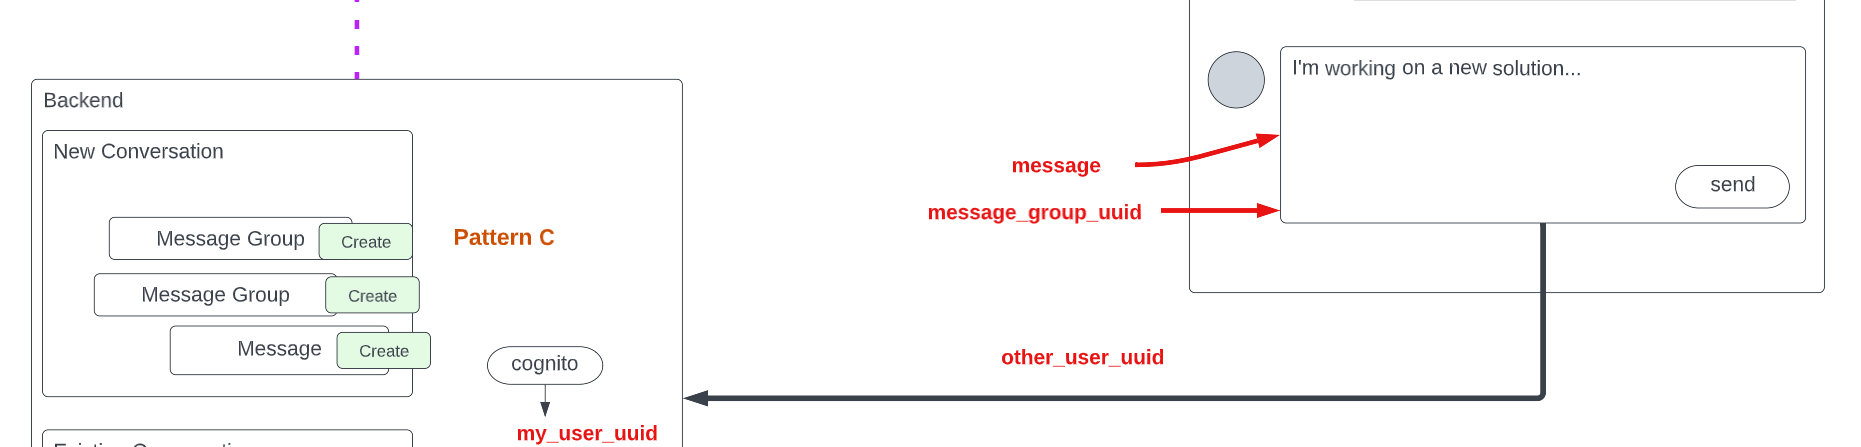 I'm working on a new solution...
Backend
New Conversation
message
send
message_group_uuid
Message Group
Create
Pattern C
Message Group
Create
Message
Create
cognito
other_user_uuid
my_user_uuid